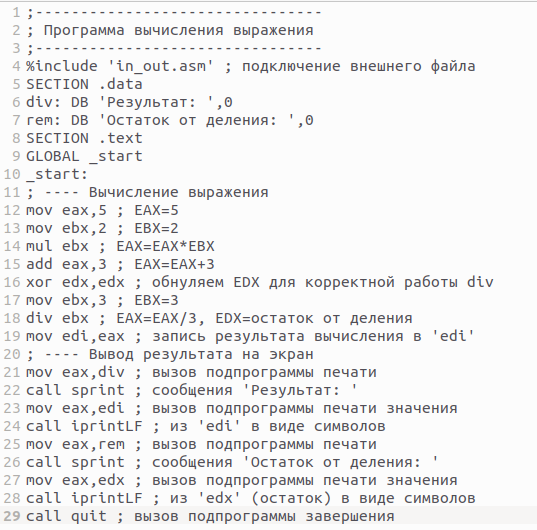 1 ;--------------------------------
2 ; Программа вычисления выражения
3 ;--------------------------------
4 %include 'in_out.asm' ; подключение внешнего файла
5 SECTION .data
6 div: DB 'Результат: ',0
7 rem: DB 'Остаток от деления: ',0
8 SECTION .text
9 GLOBAL _start
10 _start:
11 ; ---- Вычисление выражения
12 mov eax,5 ; EAX=5
13 mov ebx,2 ; EBX=2
14 mul ebx ; EAX=EAX*EBX
15 add eax,3 ; EAX=EAX+3
16 xor edx,edx ; обнуляем EDX для корректной работы div
17 mov ebx,3 ; EBX=3
18 div ebx ; EAX=EAX/3, EDX=остаток от деления
19 mov edi,eax ; запись результата вычисления в 'edi'
20 ; ---- Вывод результата на экран
21 mov eax,div ; вызов подпрограммы печати
22 call sprint ; сообщения 'Результат: '
23 mov eax,edi ; вызов подпрограммы печати значения
24 call iprintLF ; из 'edi' в виде символов
25 mov eax,rem ; вызов подпрограммы печати
26 call sprint ; сообщения 'Остаток от деления: '
27 mov eax,edx ; вызов подпрограммы печати значения
28 call iprintLF ; из 'edx' (остаток) в виде символов
29 call quit ; вызов подпрограммы завершения